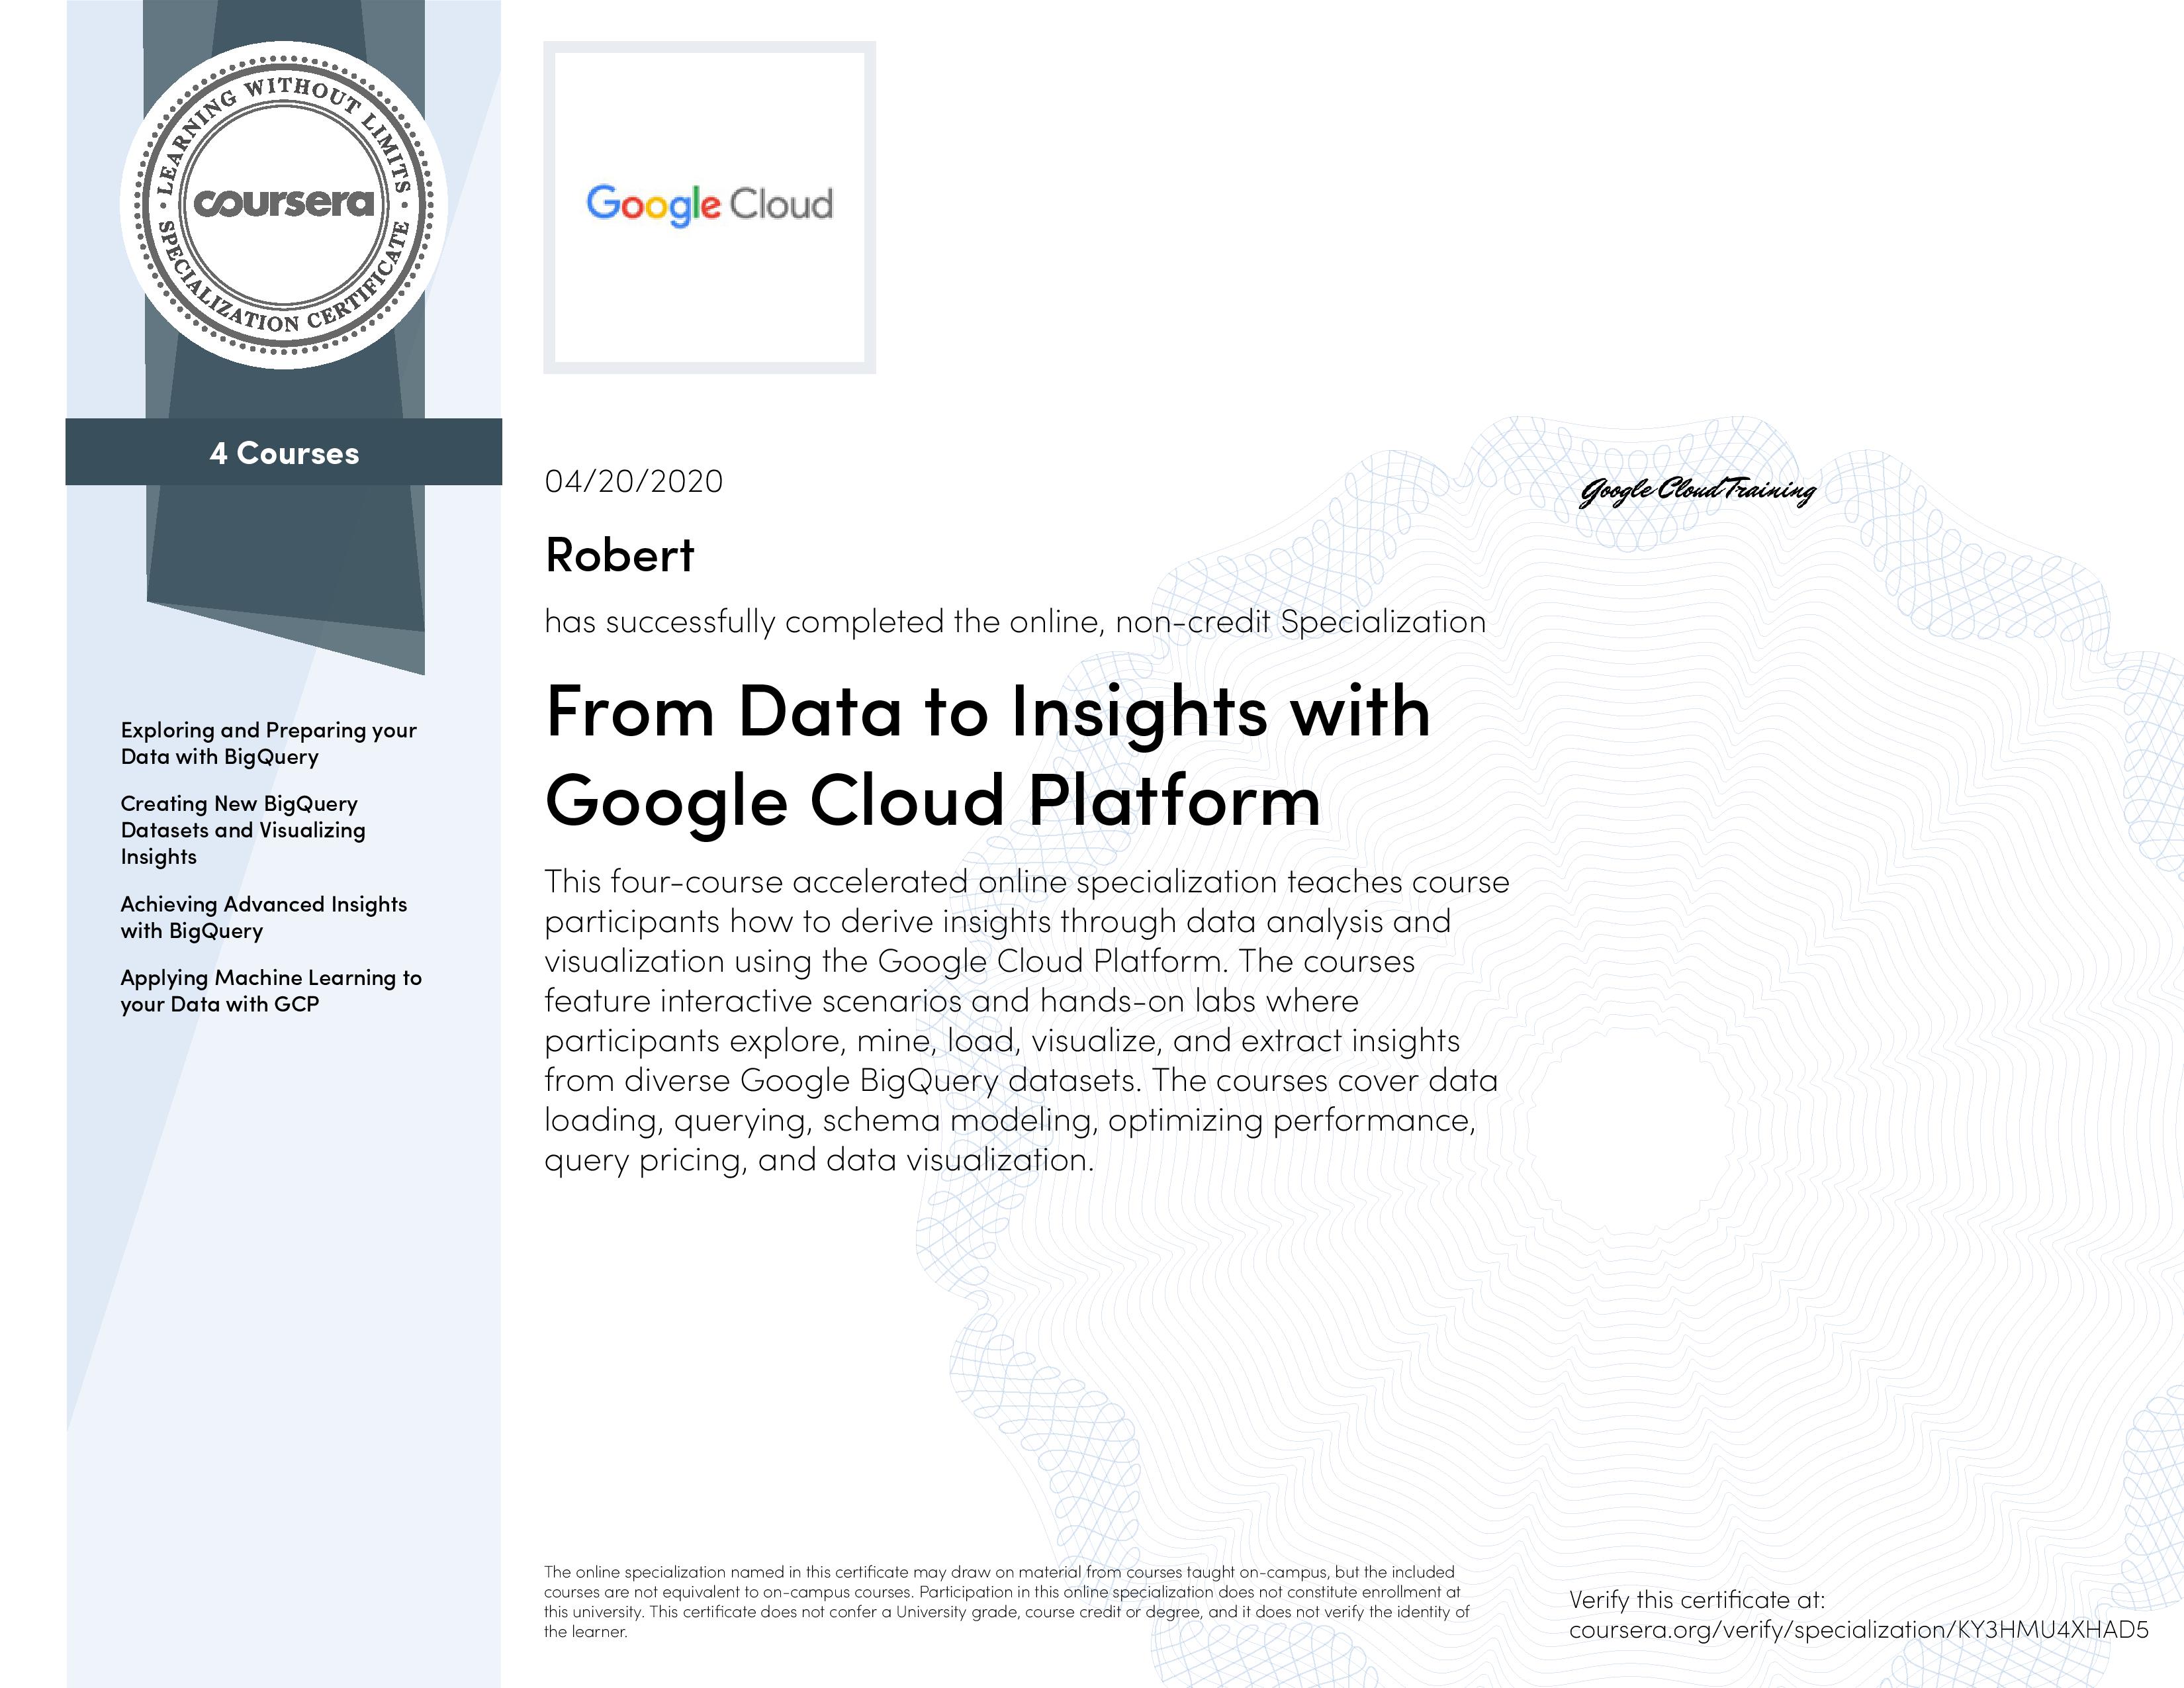 LEARNING WITHOUT LIMITS
coursera
SPECIALIZATION CERTIFICATE
4 Courses
Exploring and Preparing your
Data with BigQuery
Creating New BigQuery
Datasets and Visualizing
Insights
Achieving Advanced Insights
with BigQuery
Applying Machine Learning to
your Data with GCP
Google Cloud
04/20/2020
Google Cloud Training
Robert
has successfully completed the online, non-credit Specialization
From Data to Insights with
Google Cloud Platform
This four-course accelerated online specialization teaches course
participants how to derive insights through data analysis and
visualization using the Google Cloud Platform. The courses
feature interactive scenarios and hands-on labs where
participants explore, mine, load, visualize, and extract insights
from diverse Google BigQuery datasets. The courses cover data
loading, querying, schema modeling, optimizing performance,
query pricing, and data visualization.
The online specialization named in this certificate may draw on material from courses taught on-campus, but the included
courses are not equivalent to on-campus courses. Participation in this online specialization does not constitute enrollment at
this university. This certificate does not confer a University grade, course credit or degree, and it does not verify the identity of
the learner.
Verify this certificate at:
coursera.org/verify/specialization/KY3HMU4XHAD5